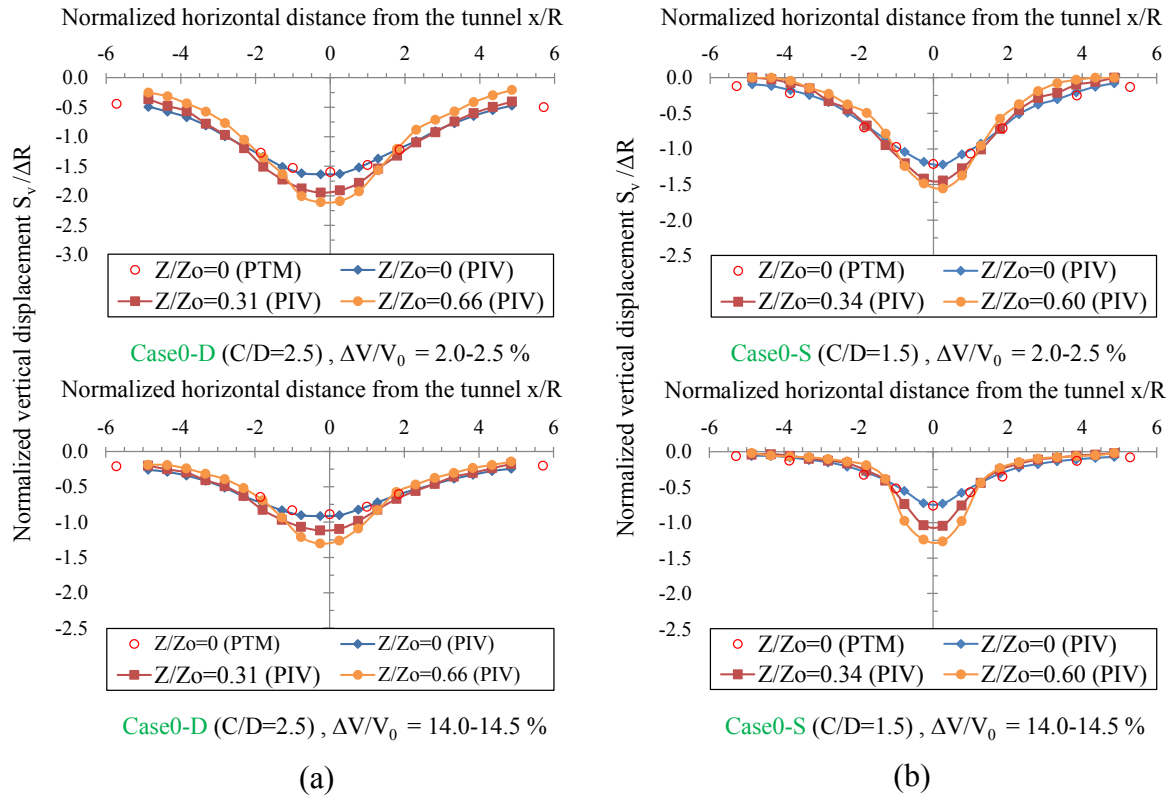 Normalized horizontal distance from the tunnel x/R
-6 -4 -2 0 2 4 6
0.0
-0.5
-1.0
-1.5
-2.0
-2.5
-3.0
Z/Zo=0 (PTM) Z/Zo=0 (PIV)
Z/Zo=0.31 (PIV) Z/Zo=0.66 (PIV)
Case0-D (C/D=2.5) , ΔV/V₀ = 2.0-2.5 %
Normalized vertical displacement Sᵥ/ΔR
Normalized horizontal distance from the tunnel x/R
-6 -4 -2 0 2 4 6
0.0
-0.5
-1.0
-1.5
-2.0
-2.5
Z/Zo=0 (PTM) Z/Zo=0 (PIV)
Z/Zo=0.31 (PIV) Z/Zo=0.66 (PIV)
Case0-D (C/D=2.5) , ΔV/V₀ = 14.0-14.5 %
(a)
Normalized horizontal distance from the tunnel x/R
-6 -4 -2 0 2 4 6
0.0
-0.5
-1.0
-1.5
-2.0
-2.5
Z/Zo=0 (PTM) Z/Zo=0 (PIV)
Z/Zo=0.34 (PIV) Z/Zo=0.60 (PIV)
Case0-S (C/D=1.5) , ΔV/V₀ = 2.0-2.5 %
Normalized vertical displacement Sᵥ/ΔR
Normalized horizontal distance from the tunnel x/R
-6 -4 -2 0 2 4 6
0.0
-0.5
-1.0
-1.5
-2.0
-2.5
Z/Zo=0 (PTM) Z/Zo=0 (PIV)
Z/Zo=0.34 (PIV) Z/Zo=0.60 (PIV)
Case0-S (C/D=1.5) , ΔV/V₀ = 14.0-14.5 %
(b)